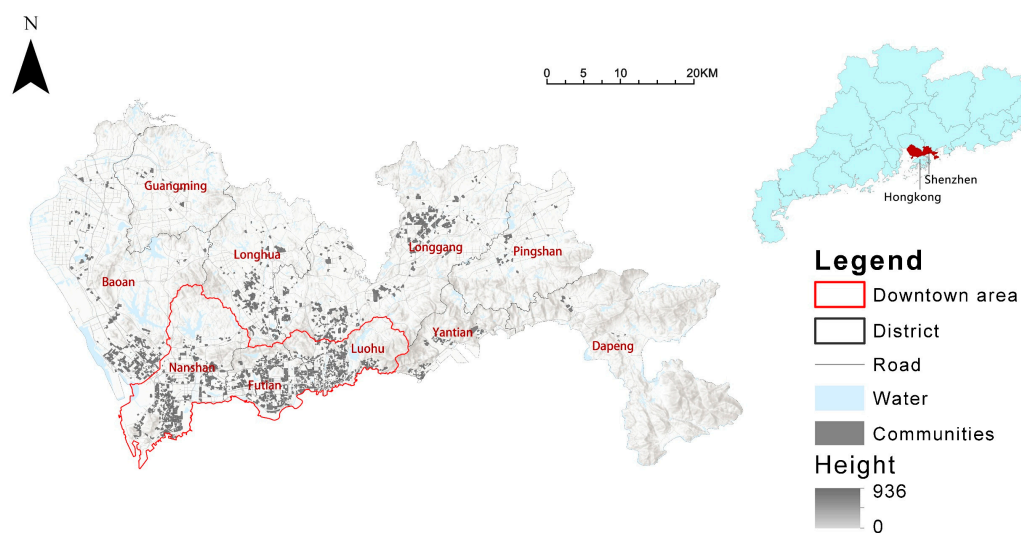 N
0 5 10 20KM
Guangming
Longhua
Longgang
Pingshan
Baoan
Yantian
Luohu
Dapeng
Nanshan
Futian
Shenzhen
Hongkong
Legend
Downtown area
District
Road
Water
Communities
Height
936
0